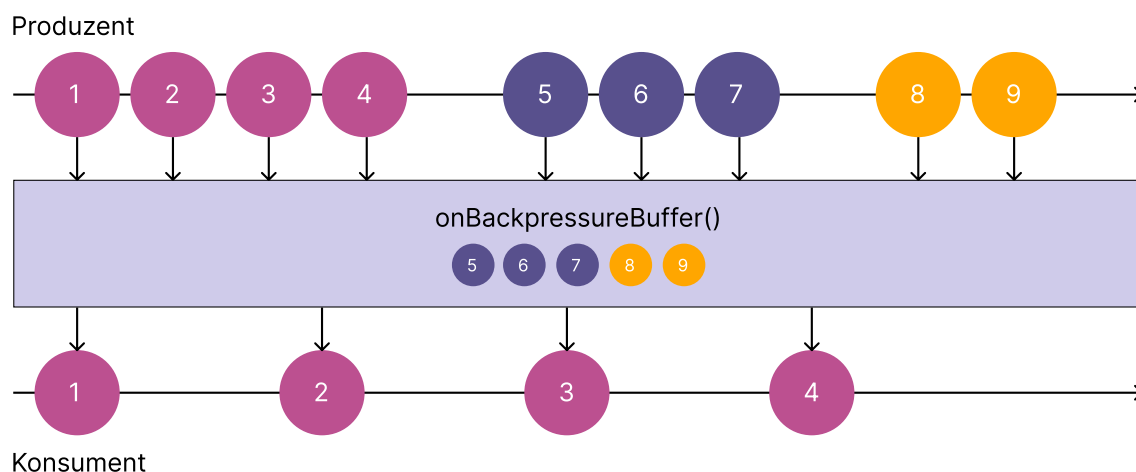 Produzent
1 2 3 4 5 6 7 8 9
onBackpressureBuffer()
5 6 7 8 9
1 2 3 4
Konsument